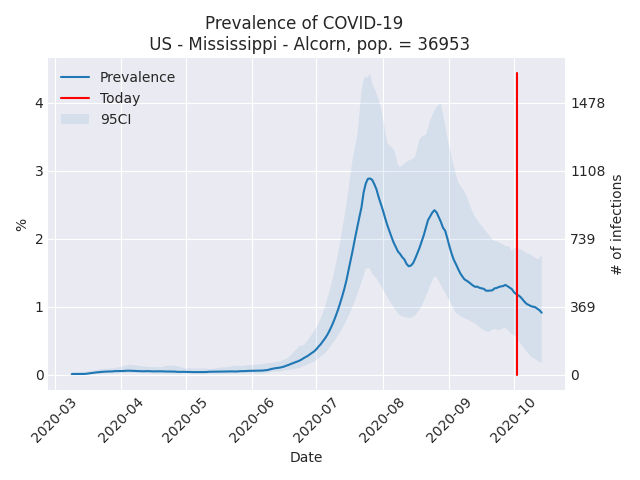 Prevalence of COVID-19
US - Mississippi - Alcorn, pop. = 36953
Prevalence
Today
95CI
4
3
2
1
0
%
1478
1108
739
369
0
# of infections
2020-03
2020-04
2020-05
2020-06
2020-07
2020-08
2020-09
2020-10
Date